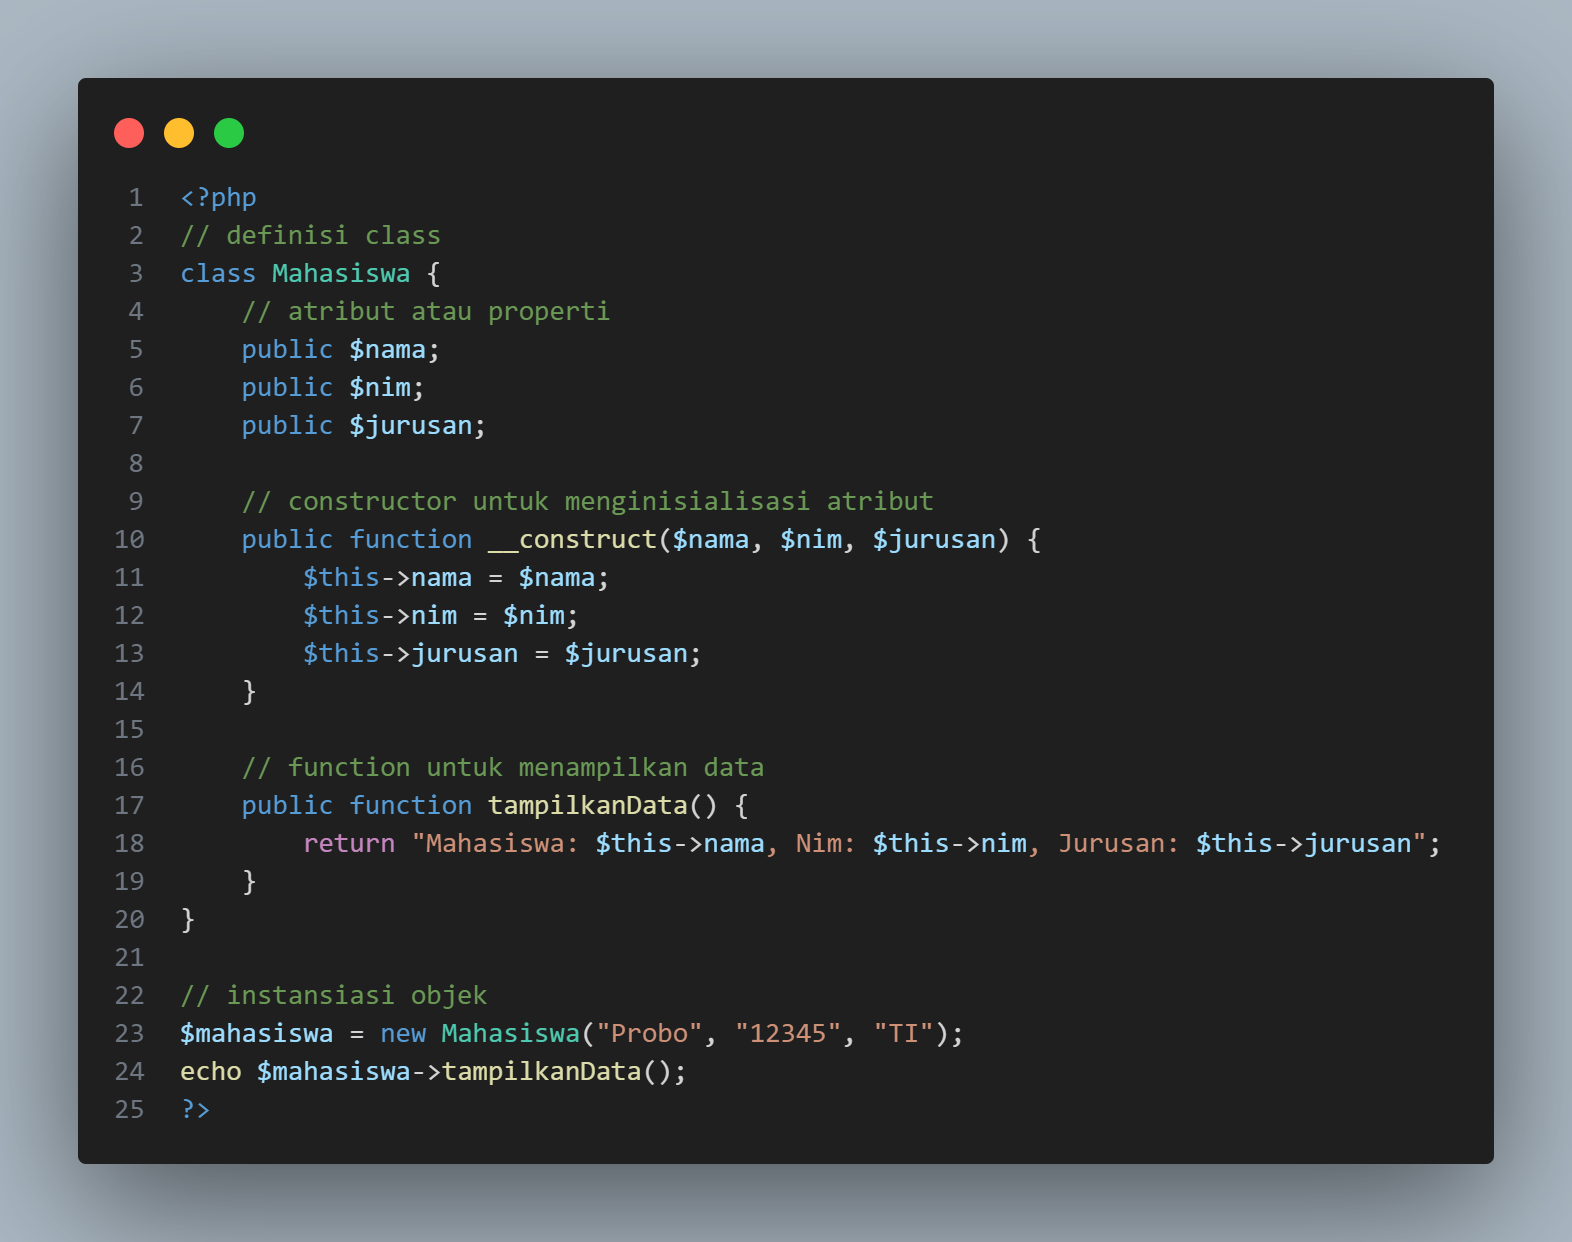 1 <?php
2 // definisi class
3 class Mahasiswa {
4     // atribut atau properti
5     public $nama;
6     public $nim;
7     public $jurusan;
8
9     // constructor untuk menginisialisasi atribut
10     public function __construct($nama, $nim, $jurusan) {
11         $this->nama = $nama;
12         $this->nim = $nim;
13         $this->jurusan = $jurusan;
14     }
15
16     // function untuk menampilkan data
17     public function tampilkanData() {
18         return "Mahasiswa: $this->nama, Nim: $this->nim, Jurusan: $this->jurusan";
19     }
20 }
21
22 // instansiasi objek
23 $mahasiswa = new Mahasiswa("Probo", "12345", "TI");
24 echo $mahasiswa->tampilkanData();
25 ?>